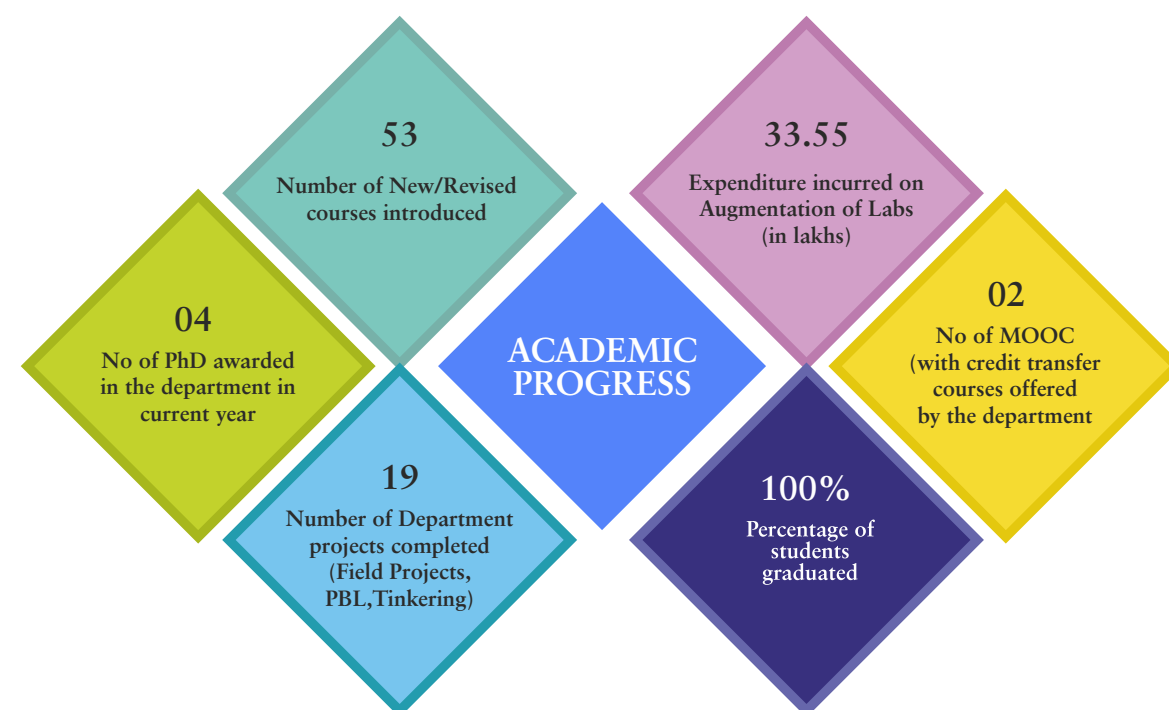 53
Number of New/Revised
courses introduced
33.55
Expenditure incurred on
Augmentation of Labs
(in lakhs)
04
No of PhD awarded
in the department in
current year
ACADEMIC
PROGRESS
02
No of MOOC
(with credit transfer
courses offered
by the department
19
Number of Department
projects completed
(Field Projects,
PBL,Tinkering)
100%
Percentage of
students
graduated